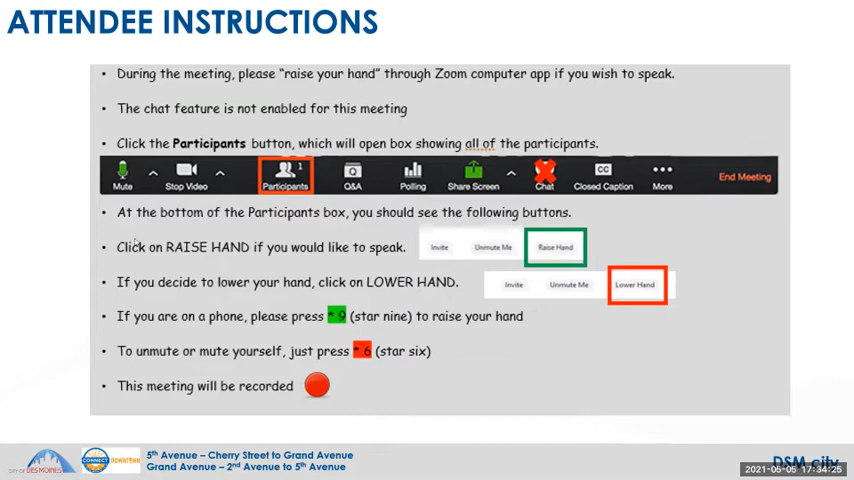 ATTENDEE INSTRUCTIONS
• During the meeting, please "raise your hand" through Zoom computer app if you wish to speak.
• The chat feature is not enabled for this meeting
• Click the Participants button, which will open box showing all of the participants.
Mute Stop Video Participants 1 Q&A Polling Share Screen Chat CC Closed Caption More End Meeting
• At the bottom of the Participants box, you should see the following buttons.
• Click on RAISE HAND if you would like to speak. Invite Unmute Me Raise Hand
• If you decide to lower your hand, click on LOWER HAND. Invite Unmute Me Lower Hand
• If you are on a phone, please press * 9 (star nine) to raise your hand
• To unmute or mute yourself, just press * 6 (star six)
• This meeting will be recorded
CITY OF DES MOINES
CONNECT DOWNTOWN
5th Avenue – Cherry Street to Grand Avenue
Grand Avenue – 2nd Avenue to 5th Avenue
DSM.city
2021-05-05 17:34:25